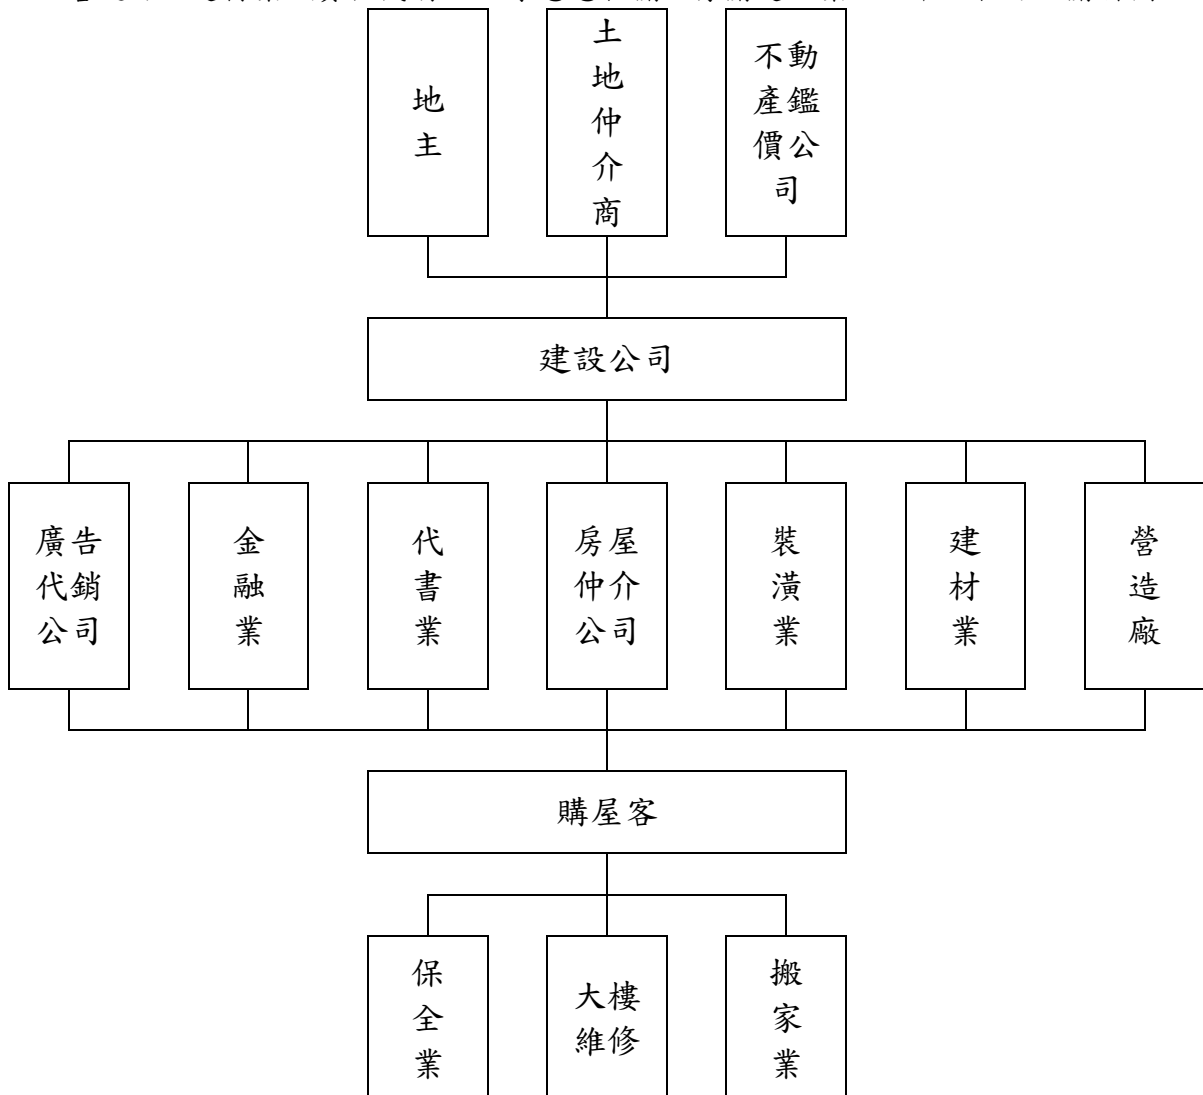 地
主
土
地
仲
介
商
不動
產鑑
價公
司
建設公司
廣告
代銷
公司
金
融
業
代
書
業
房屋
仲介
公司
裝
潢
業
建
材
業
營
造
廠
購屋客
保
全
業
大樓
維修
搬
家
業